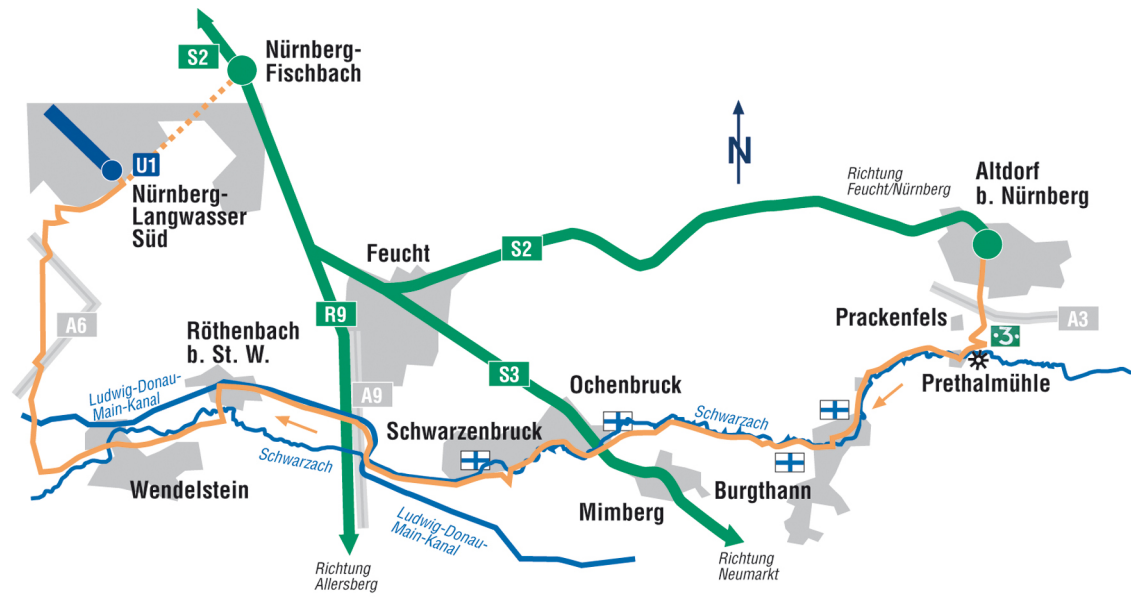 S2
Nürnberg-
Fischbach
U1
Nürnberg-
Langwasser
Süd
N
Richtung
Feucht/Nürnberg
Altdorf
b. Nürnberg
Feucht
S2
A6
R9
Prackenfels
A3
·3·
Röthenbach
b. St. W.
S3
Prethalmühle
Ludwig-Donau-
Main-Kanal
A9
Ochenbruck
Schwarzach
Schwarzenbruck
Schwarzach
Wendelstein
Burgthann
Mimberg
Ludwig-Donau-
Main-Kanal
Richtung
Allersberg
Richtung
Neumarkt